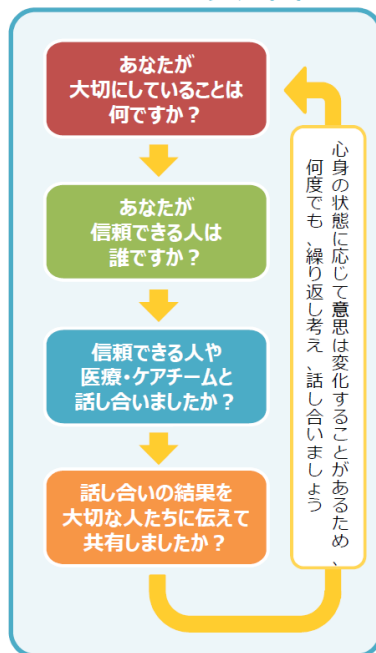 あなたが
大切にしていることは
何ですか？
あなたが
信頼できる人は
誰ですか？
信頼できる人や
医療・ケアチームと
話し合いましたか？
話し合いの結果を
大切な人たちに伝えて
共有しましたか？
心身の状態に応じて意思は変化することがあるため、
何度でも、繰り返し考え、話し合いましょう